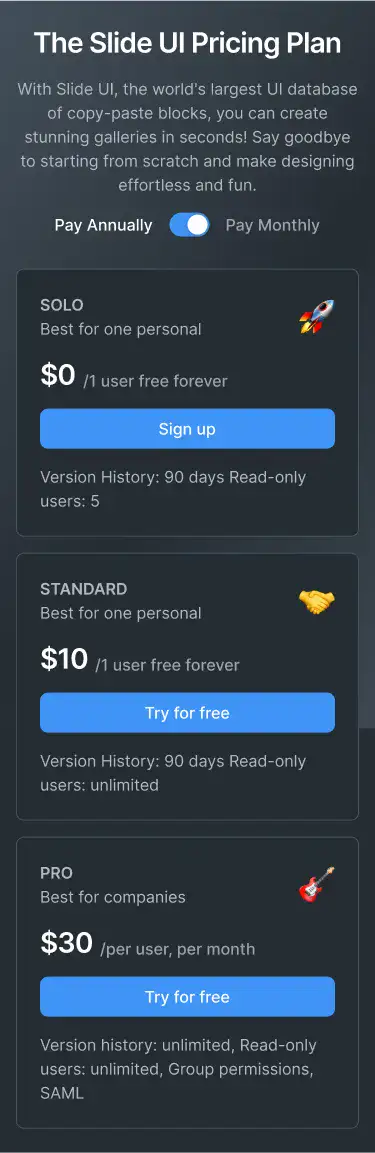 The Slide UI Pricing Plan
With Slide UI, the world's largest UI database
of copy-paste blocks, you can create
stunning galleries in seconds! Say goodbye
to starting from scratch and make designing
effortless and fun.
Pay Annually Pay Monthly
SOLO
Best for one personal
$0 /1 user free forever
Sign up
Version History: 90 days Read-only
users: 5
STANDARD
Best for one personal
$10 /1 user free forever
Try for free
Version History: 90 days Read-only
users: unlimited
PRO
Best for companies
$30 /per user, per month
Try for free
Version history: unlimited, Read-only
users: unlimited, Group permissions,
SAML